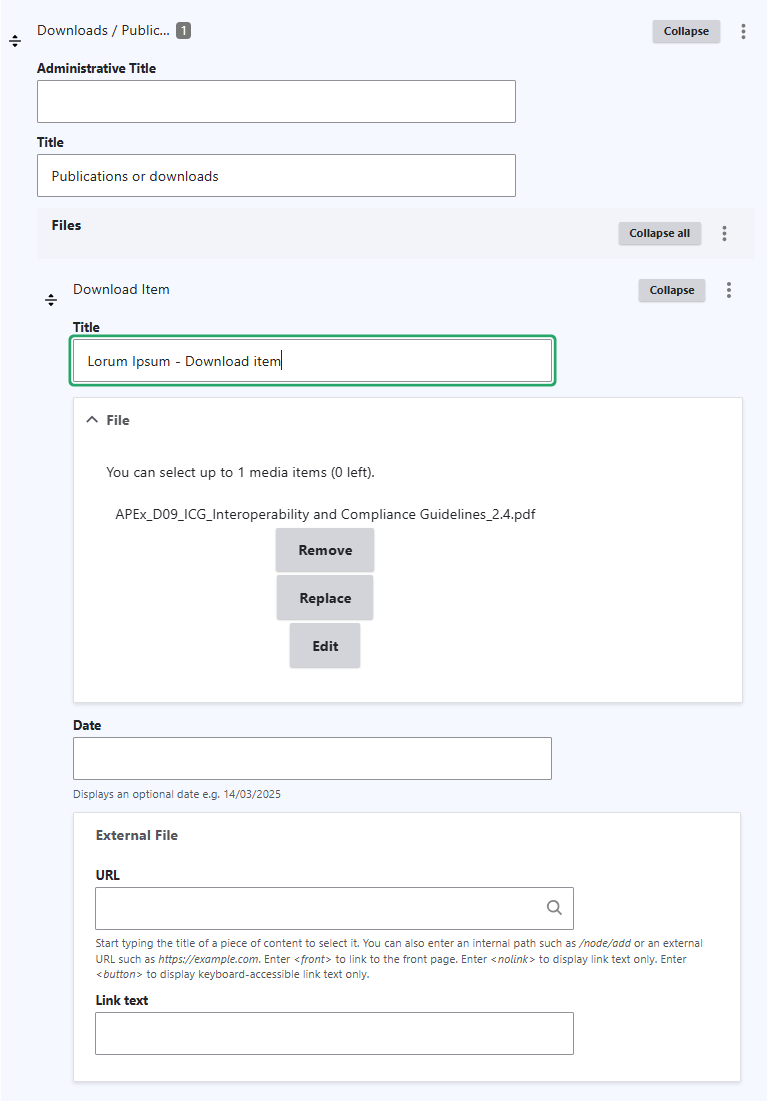 Downloads / Public... 1
Collapse
Administrative Title
Title
Publications or downloads
Files
Collapse all
Download Item
Collapse
Title
Lorum Ipsum - Download item
File
You can select up to 1 media items (0 left).
APEx_D09_ICG_Interoperability and Compliance Guidelines_2.4.pdf
Remove
Replace
Edit
Date
Displays an optional date e.g. 14/03/2025
External File
URL
Start typing the title of a piece of content to select it. You can also enter an internal path such as /node/add or an external
URL such as https://example.com. Enter <front> to link to the front page. Enter <nolink> to display link text only. Enter
<button> to display keyboard-accessible link text only.
Link text